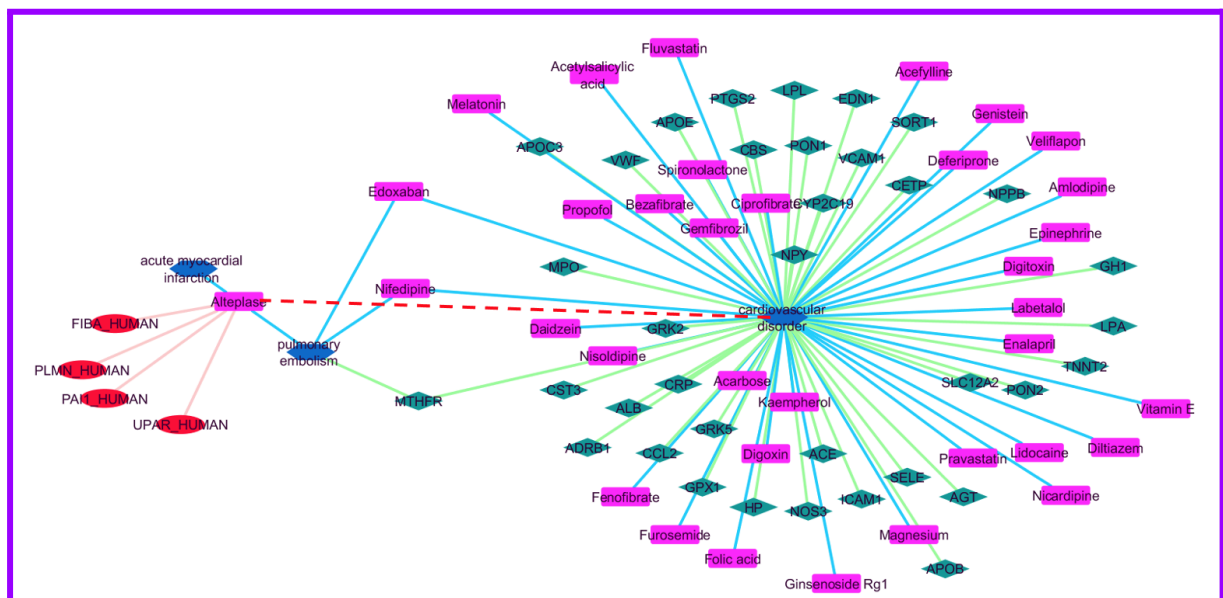 Fluvastatin
Acetylsalicylic
acid
Acefylline
Melatonin
PTGS2
LPL
EDN1
Genistein
APOE
SORT1
Veliflapon
APOC3
CBS
PON1
VWF
VCAM1
Deferiprone
Spironolactone
CETP
Edoxaban
NPPB
Amlodipine
Propofol
Bezafibrate
Ciprofibrate
CYP2C19
Gemfibrozil
Epinephrine
NPY
acute myocardial
infarction
MPO
Digitoxin
GH1
Nifedipine
Alteplase
Labetalol
cardiovascular
disorder
FIBA_HUMAN
Daidzein
GRK2
LPA
pulmonary
embolism
Enalapril
Nisoldipine
TNNT2
PLMN_HUMAN
CST3
CRP
Acarbose
SLC12A2
PON2
PAI1_HUMAN
MTHFR
ALB
Kaempherol
Vitamin E
UPAR_HUMAN
GRK5
ADRB1
CCL2
Digoxin
ACE
Pravastatin
Lidocaine
Diltiazem
SELE
Fenofibrate
GPX1
HP
NOS3
ICAM1
AGT
Nicardipine
Furosemide
Magnesium
Folic acid
APOB
Ginsenoside Rg1